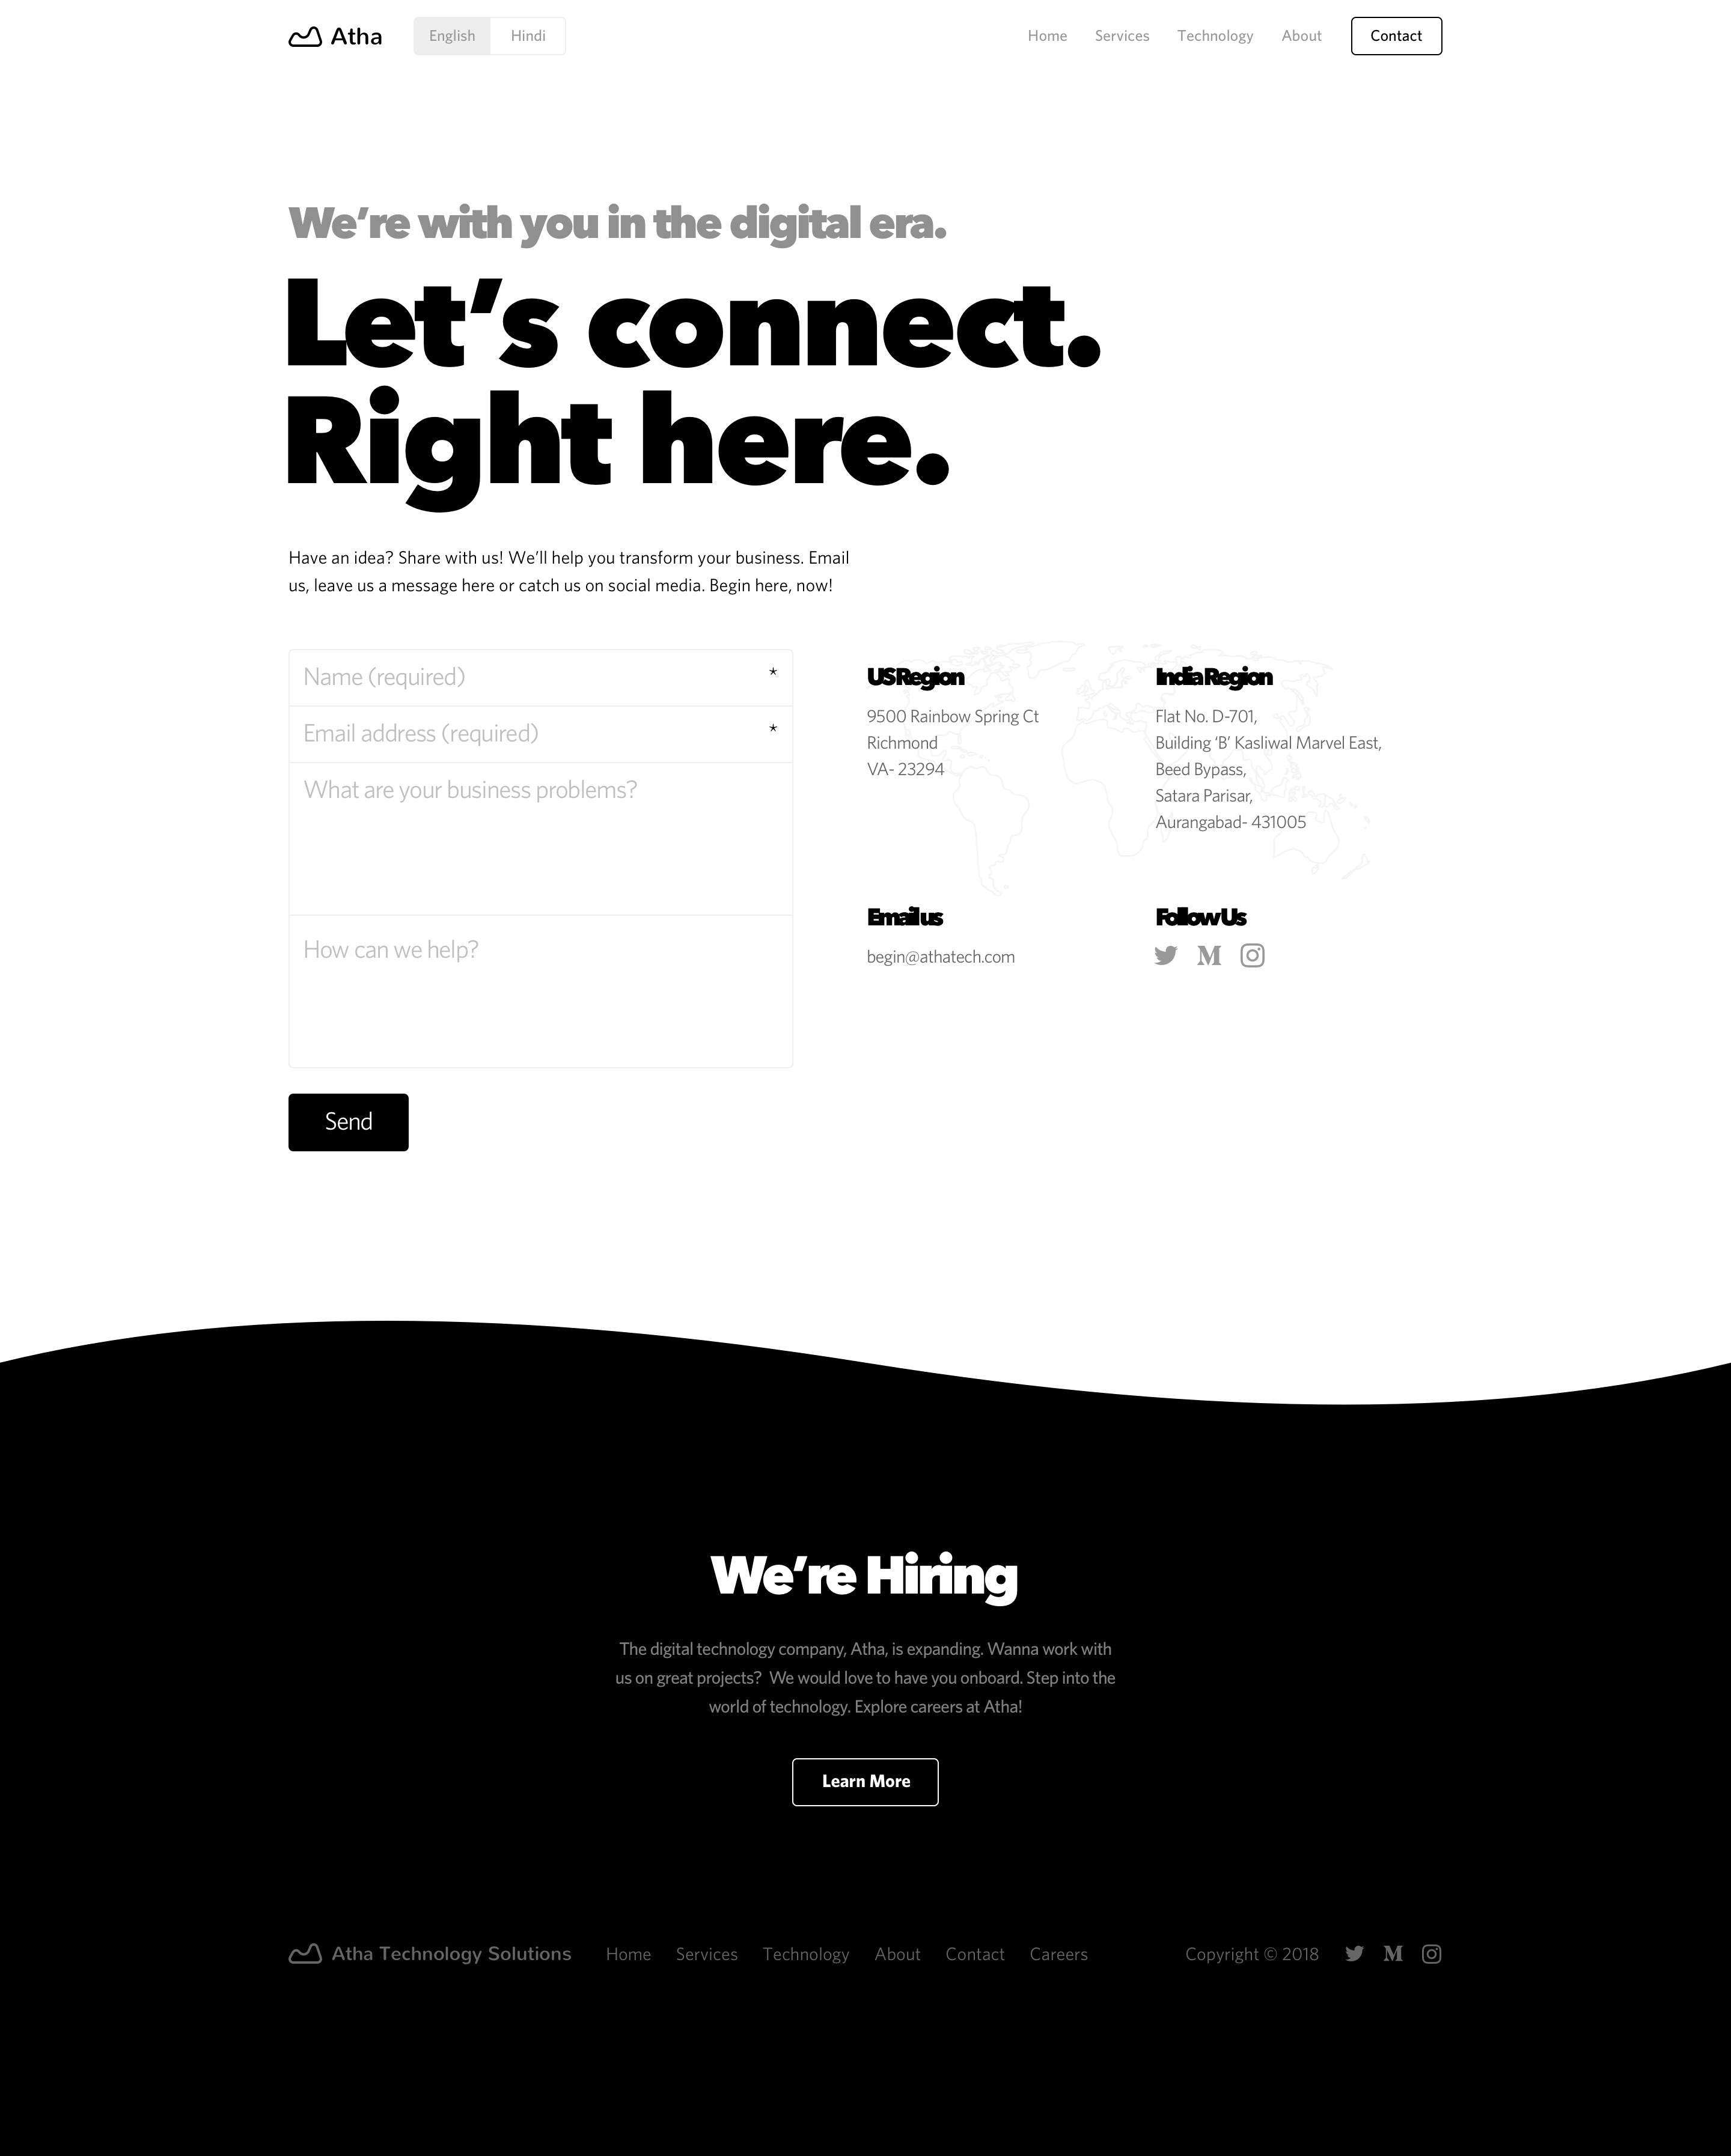 Atha
English
Hindi
Home
Services
Technology
About
Contact
We’re with you in the digital era.
Let’s connect.
Right here.
Have an idea? Share with us! We’ll help you transform your business. Email
us, leave us a message here or catch us on social media. Begin here, now!
Name (required) *
Email address (required) *
What are your business problems?
How can we help?
Send
US Region
9500 Rainbow Spring Ct
Richmond
VA- 23294
India Region
Flat No. D-701,
Building ‘B’ Kasliwal Marvel East,
Beed Bypass,
Satara Parisar,
Aurangabad- 431005
Email us
begin@athatech.com
Follow Us
We’re Hiring
The digital technology company, Atha, is expanding. Wanna work with
us on great projects?  We would love to have you onboard. Step into the
world of technology. Explore careers at Atha!
Learn More
Atha Technology Solutions
Home
Services
Technology
About
Contact
Careers
Copyright © 2018